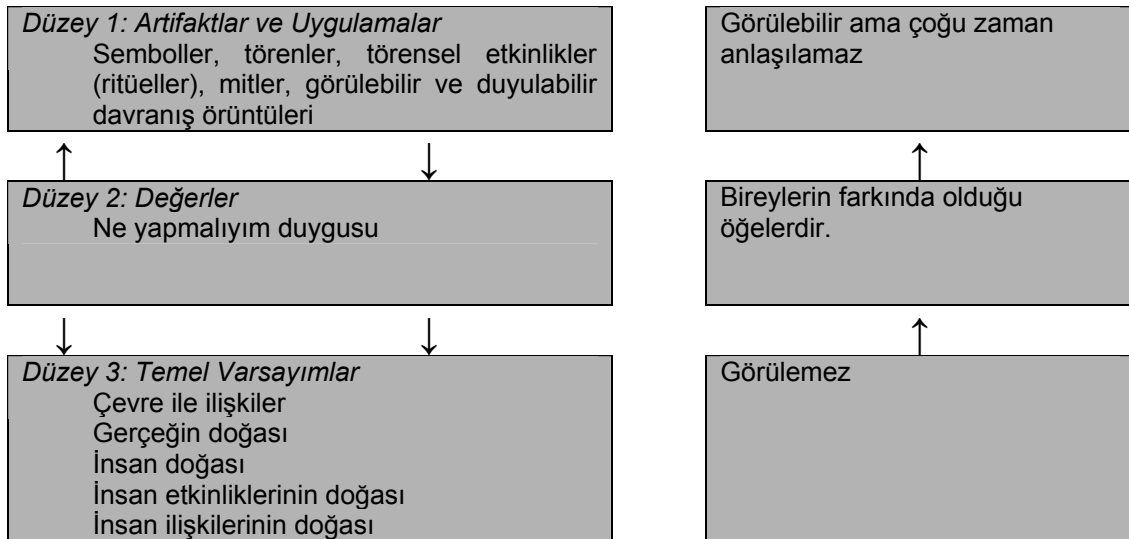 Düzey 1: Artifaktlar ve Uygulamalar
Semboller, törenler, törensel etkinlikler
(ritüeller), mitler, görülebilir ve duyulabilir
davranış örüntüleri
Görülebilir ama çoğu zaman
anlaşılamaz
↑ ↓ ↑
Düzey 2: Değerler
Ne yapmalıyım duygusu
Bireylerin farkında olduğu
öğelerdir.
↓ ↓ ↑
Düzey 3: Temel Varsayımlar
Çevre ile ilişkiler
Gerçeğin doğası
İnsan doğası
İnsan etkinliklerinin doğası
İnsan ilişkilerinin doğası
Görülemez